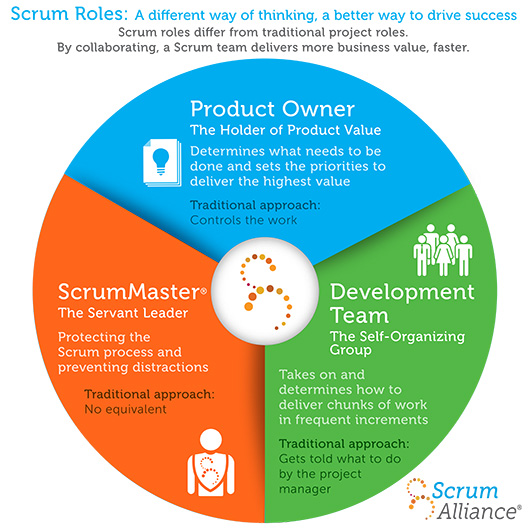 Scrum Roles: A different way of thinking, a better way to drive success
Scrum roles differ from traditional project roles.
By collaborating, a Scrum team delivers more business value, faster.
Product Owner
The Holder of Product Value
Determines what needs to be
done and sets the priorities to
deliver the highest value
Traditional approach:
Controls the work
ScrumMaster®
The Servant Leader
Protecting the
Scrum process and
preventing distractions
Traditional approach:
No equivalent
Development
Team
The Self-Organizing
Group
Takes on and
determines how to
deliver chunks of work
in frequent increments
Traditional approach:
Gets told what to do
by the project
manager
Scrum
Alliance®